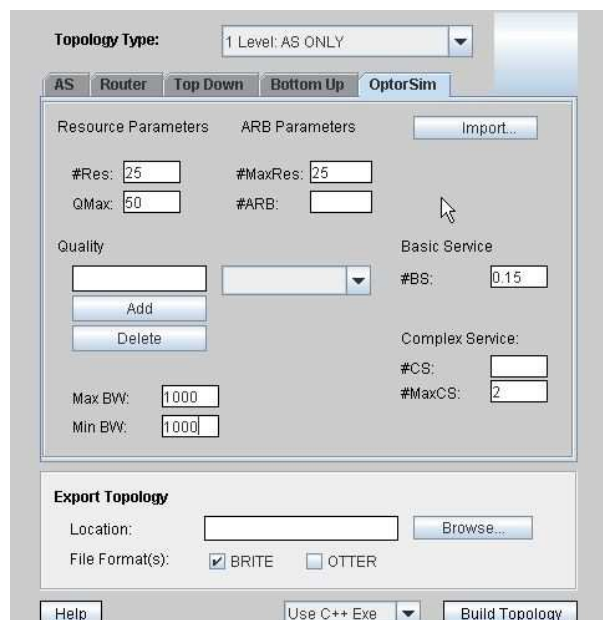 Topology Type: 1 Level: AS ONLY
AS Router Top Down Bottom Up OptorSim
Resource Parameters ARB Parameters Import...
#Res: 25 #MaxRes: 25
QMax: 50 #ARB:
Quality Basic Service
#BS: 0.15
Add
Delete Complex Service:
#CS:
Max BW: 1000 #MaxCS: 2
Min BW: 1000
Export Topology
Location: Browse...
File Format(s): BRITE OTTER
Help Use C++ Exe Build Topology